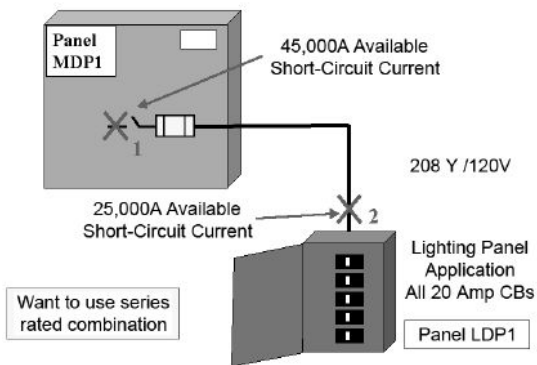 Panel
MDP1
45,000A Available
Short-Circuit Current
1
208 Y /120V
25,000A Available
Short-Circuit Current
2
Lighting Panel
Application
All 20 Amp CBs
Want to use series
rated combination
Panel LDP1